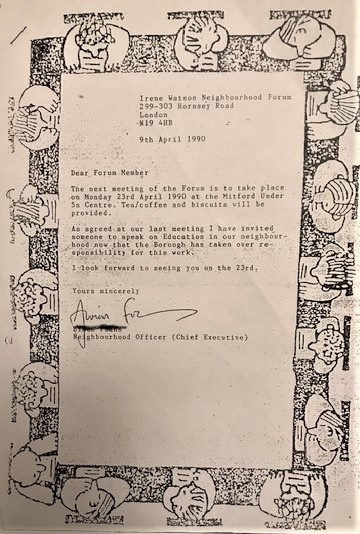 Irene Watson Neighbourhood Forum
299-303 Hornsey Road
London
N19 4HB
9th April 1990
Dear Forum Member
The next meeting of the Forum is to take place
on Monday 23rd April 1990 at the Mitford Under
5s Centre. Tea/coffee and biscuits will be
provided.
As agreed at our last meeting I have invited
someone to speak on Education in our neighbour-
hood now that the Borough has taken over re-
sponsibility for this work.
I look forward to seeing you on the 23rd.
Yours sincerely
Neighbourhood Officer (Chief Executive)